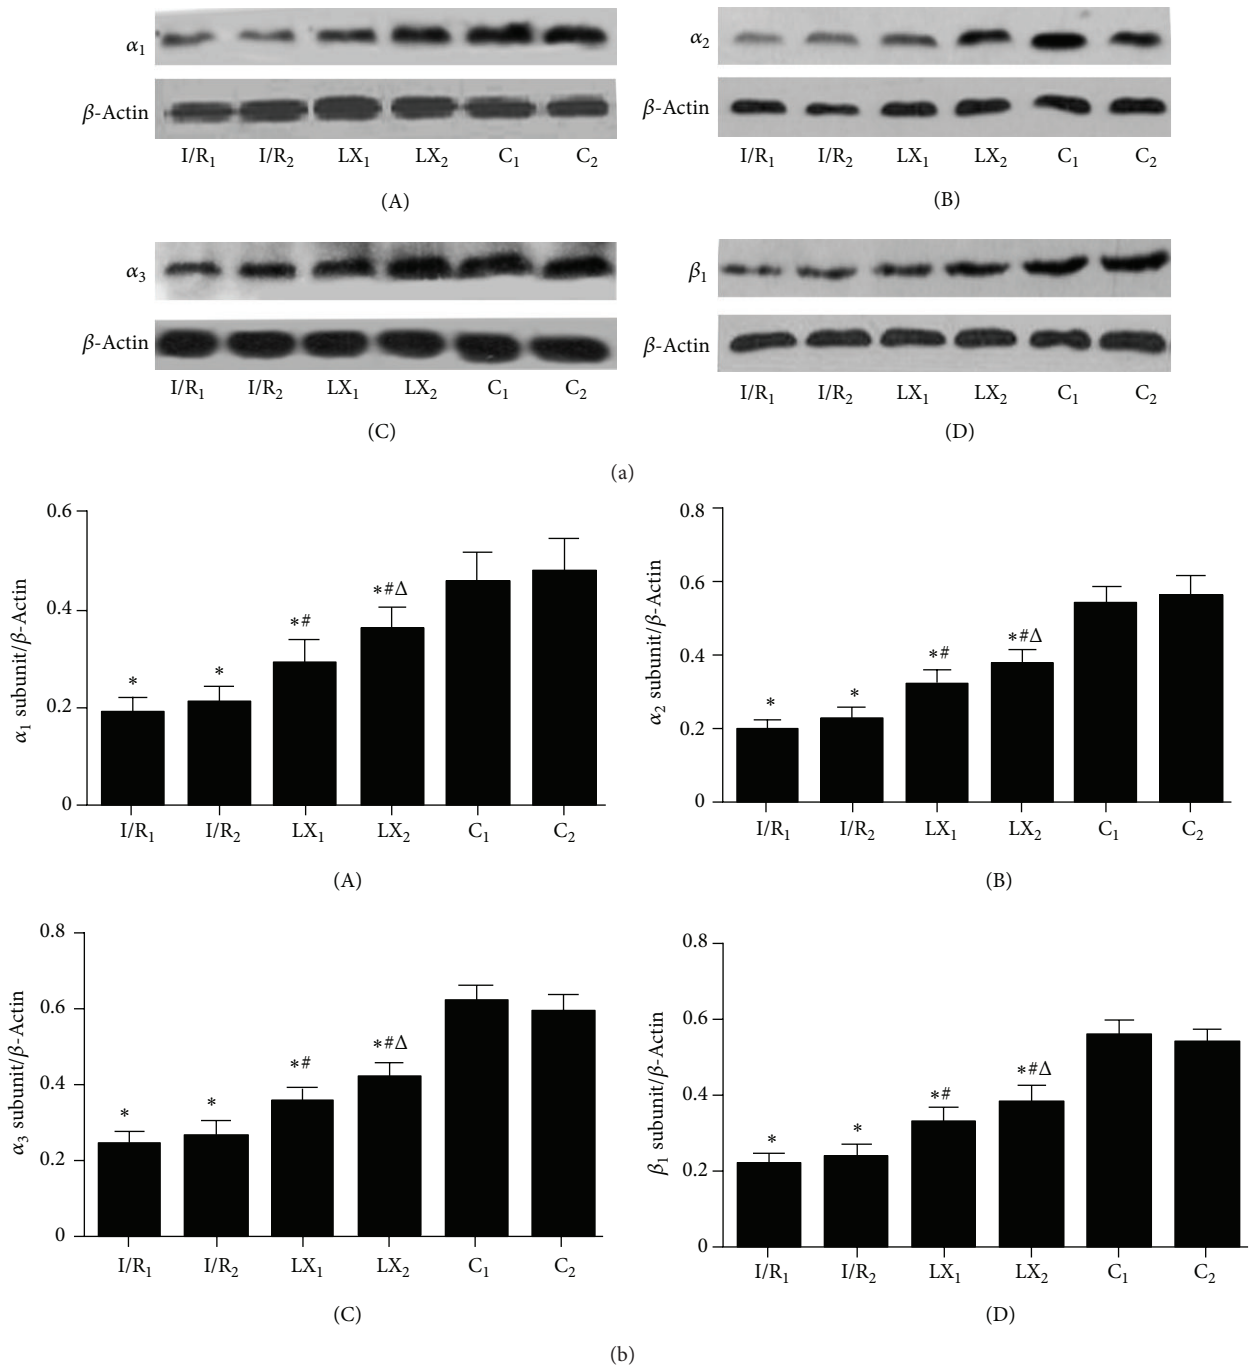 α1
β-Actin
I/R1 I/R2 LX1 LX2 C1 C2
(A)
α2
β-Actin
I/R1 I/R2 LX1 LX2 C1 C2
(B)
α3
β-Actin
I/R1 I/R2 LX1 LX2 C1 C2
(C)
β1
β-Actin
I/R1 I/R2 LX1 LX2 C1 C2
(D)
(a)
α1 subunit/β-Actin
0.6
0.4
0.2
0
* * *# *#Δ
I/R1 I/R2 LX1 LX2 C1 C2
(A)
α2 subunit/β-Actin
0.8
0.6
0.4
0.2
0
* * *# *#Δ
I/R1 I/R2 LX1 LX2 C1 C2
(B)
α3 subunit/β-Actin
0.8
0.6
0.4
0.2
0
* * *# *#Δ
I/R1 I/R2 LX1 LX2 C1 C2
(C)
β1 subunit/β-Actin
0.8
0.6
0.4
0.2
0
* * *# *#Δ
I/R1 I/R2 LX1 LX2 C1 C2
(D)
(b)